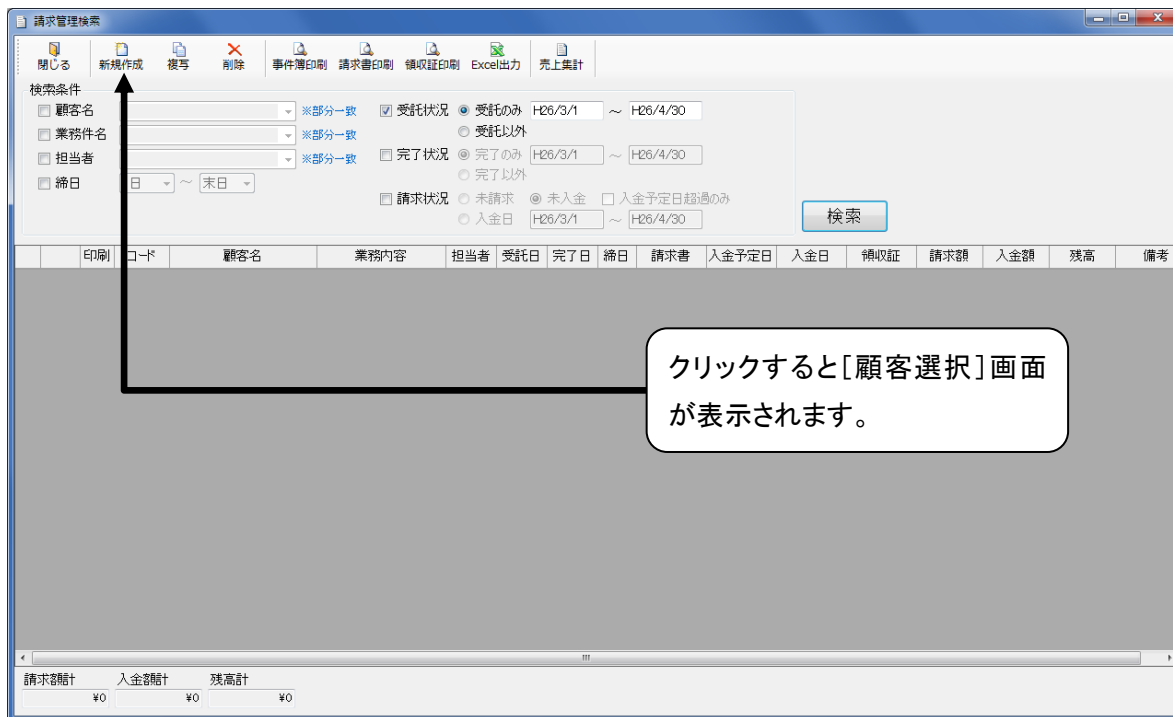 請求管理検索
閉じる 新規作成 複写 削除 事件簿印刷 請求書印刷 領収証印刷 Excel出力 売上集計
検索条件
顧客名 ※部分一致 受託状況 受託のみ H26/3/1 ～ H26/4/30
業務件名 ※部分一致 受託以外
担当者 ※部分一致 完了状況 完了のみ H26/3/1 ～ H26/4/30
完了以外
締日 日 ～ 末日
請求状況 未請求 未入金 入金予定日超過のみ
入金日 H26/3/1 ～ H26/4/30
検索
印刷 コード 顧客名 業務内容 担当者 受託日 完了日 締日 請求書 入金予定日 入金日 領収証 請求額 入金額 残高 備考
クリックすると[顧客選択]画面
が表示されます。
請求額計 入金額計 残高計
¥0 ¥0 ¥0